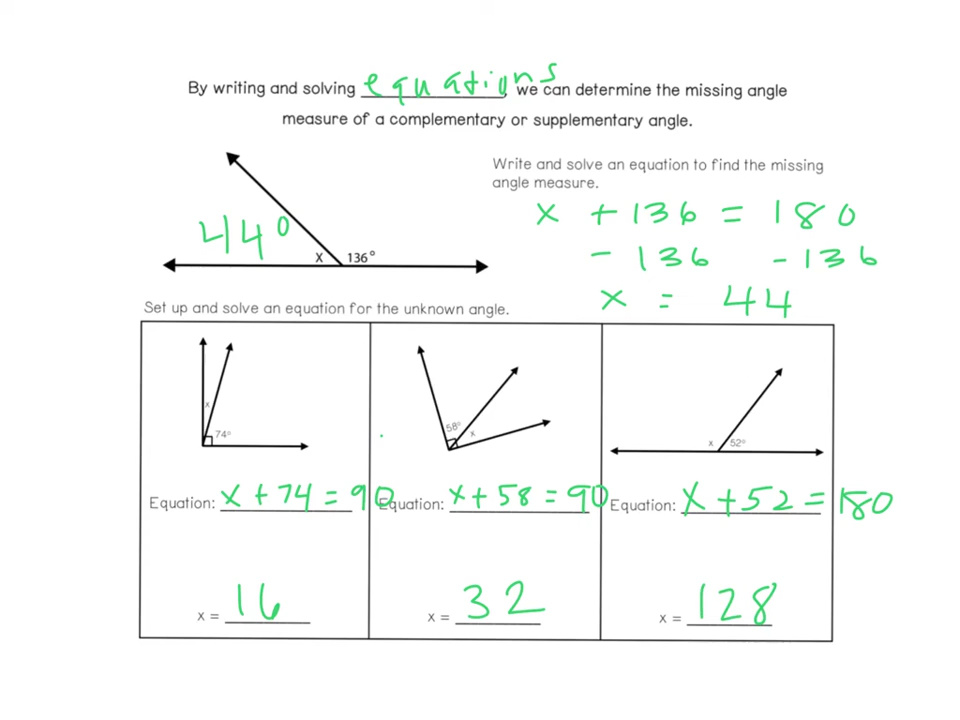 By writing and solving equations, we can determine the missing angle
measure of a complementary or supplementary angle.
Write and solve an equation to find the missing
angle measure.
44°
x 136°
x + 136 = 180
- 136 - 136
x = 44
Set up and solve an equation for the unknown angle.
x
74°
Equation: x + 74 = 90
x = 16
58°
x
Equation: x + 58 = 90
x = 32
x 52°
Equation: x + 52 = 180
x = 128